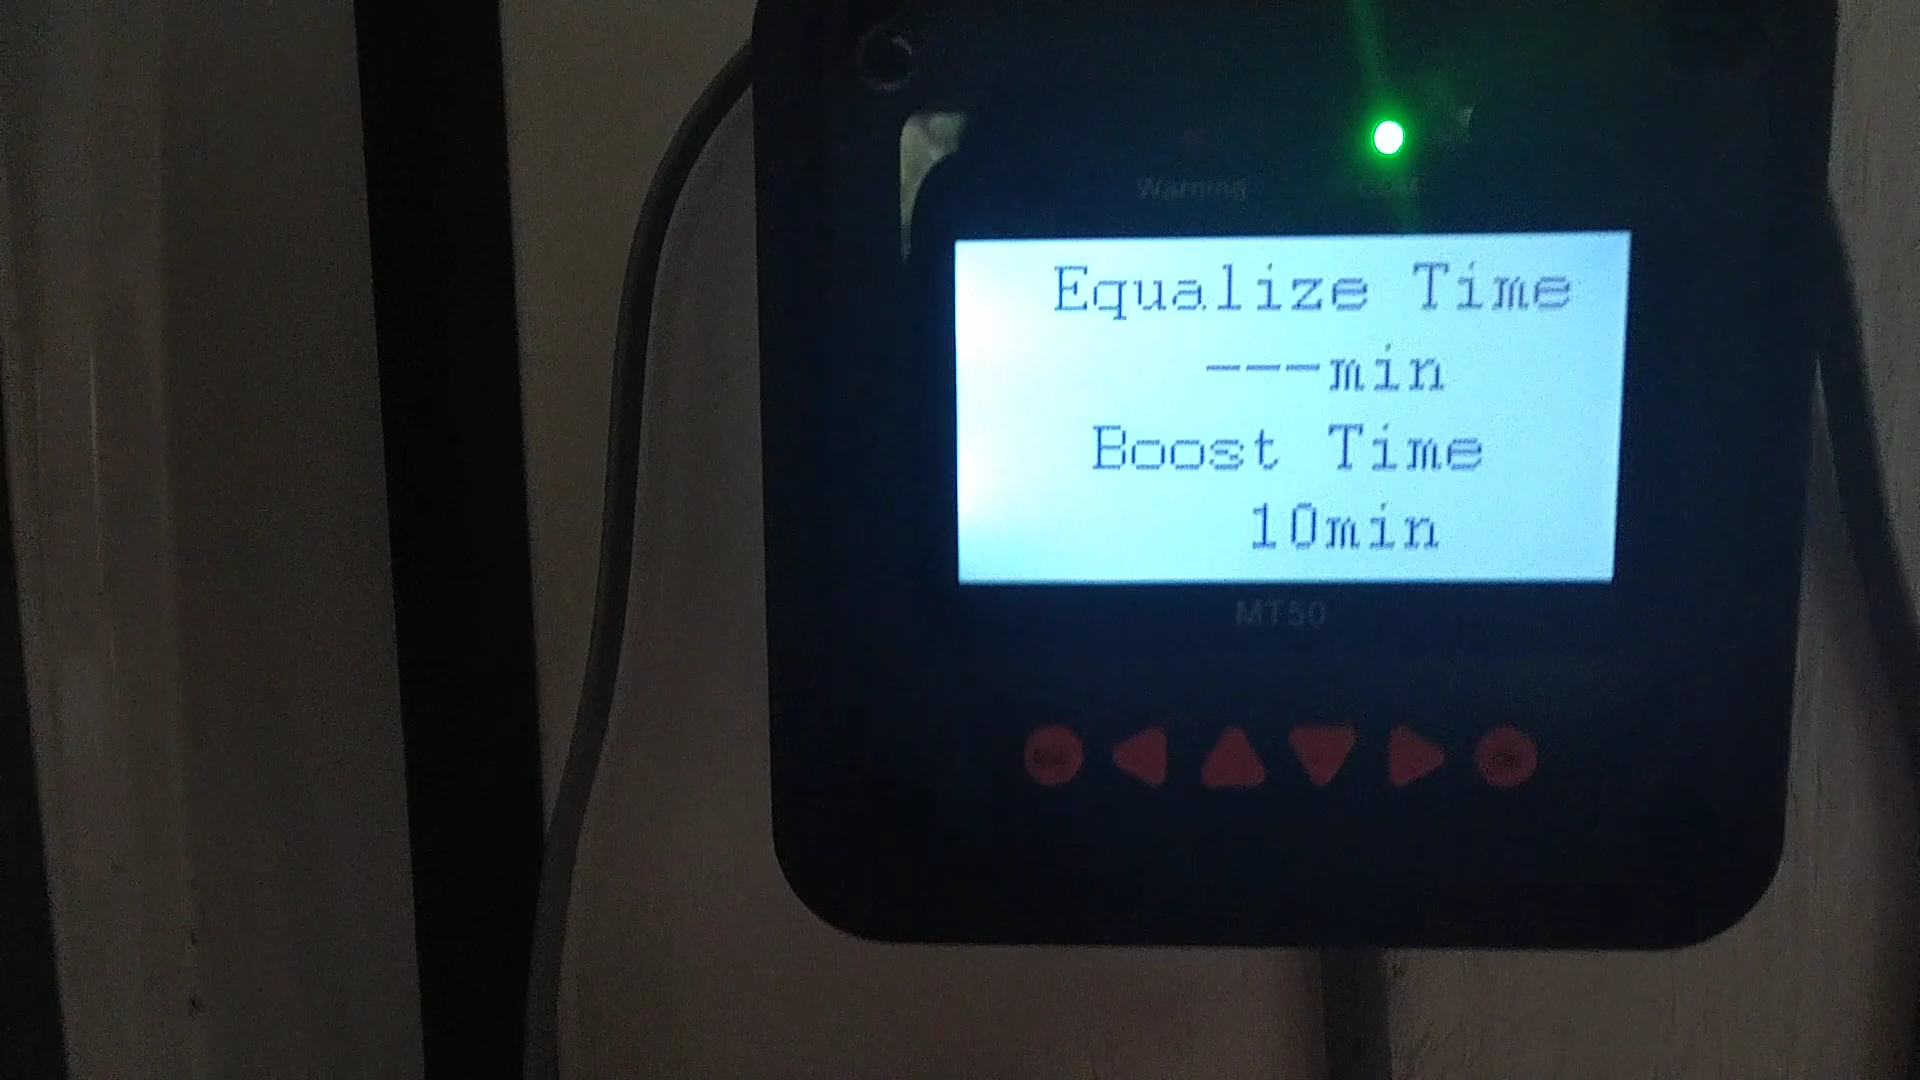 Warning
Equalize Time
---min
Boost Time
10min
MT50